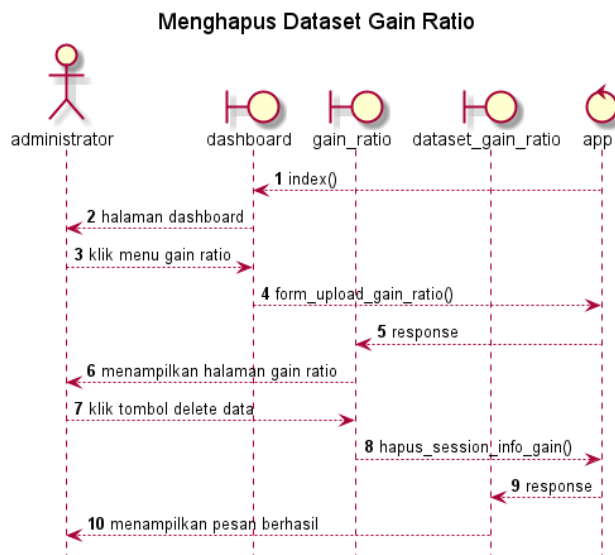 Menghapus Dataset Gain Ratio
administrator
dashboard
gain_ratio
dataset_gain_ratio
app
1 index()
2 halaman dashboard
3 klik menu gain ratio
4 form_upload_gain_ratio()
5 response
6 menampilkan halaman gain ratio
7 klik tombol delete data
8 hapus_session_info_gain()
9 response
10 menampilkan pesan berhasil